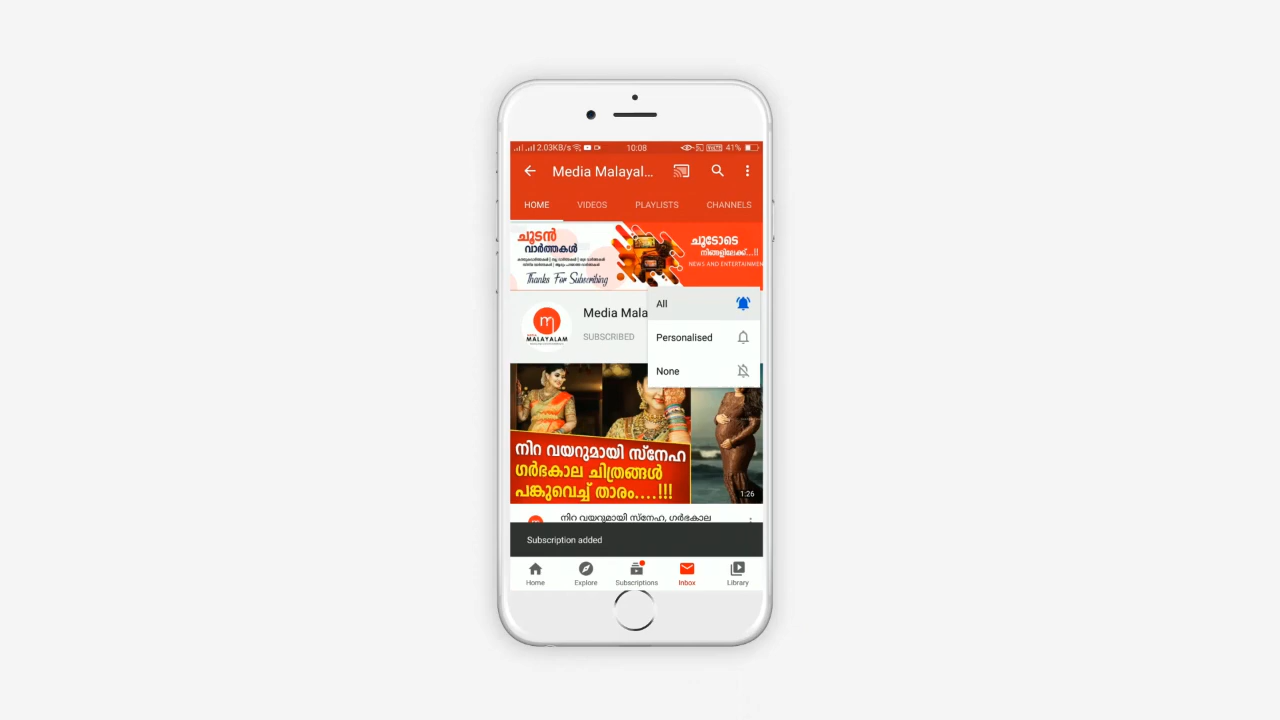 2.03KB/s 10:08 41%
Media Malayal...
HOME VIDEOS PLAYLISTS CHANNELS
ചൂടൻ
വാർത്തകൾ
Thanks For Subscribing
ചൂടോടെ
നിങ്ങളിലേക്ക്...!!
NEWS AND ENTERTAINMEN
All
Media Mala
m
MALAYALAM
SUBSCRIBED
Personalised
None
നിറ വയറുമായി സ്നേഹ
ഗർഭകാല ചിത്രങ്ങൾ
പങ്കുവെച്ച് താരം....!!!
1:26
നിറ വയറുമായി സ്നേഹ, ഗർഭകാല
Subscription added
Home Explore Subscriptions Inbox Library